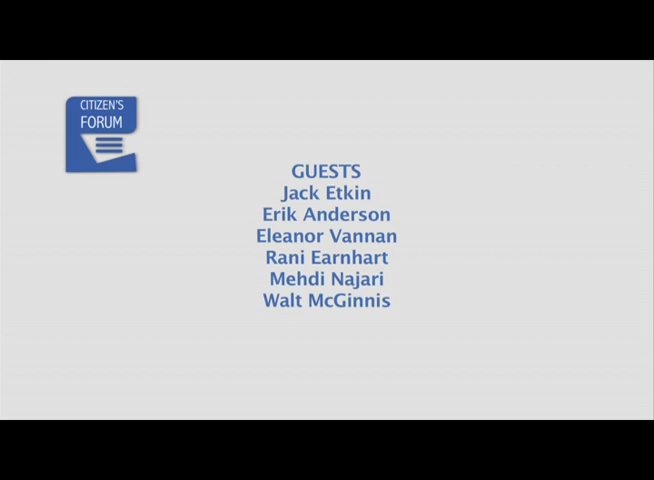 CITIZEN'S
FORUM
GUESTS
Jack Etkin
Erik Anderson
Eleanor Vannan
Rani Earnhart
Mehdi Najari
Walt McGinnis